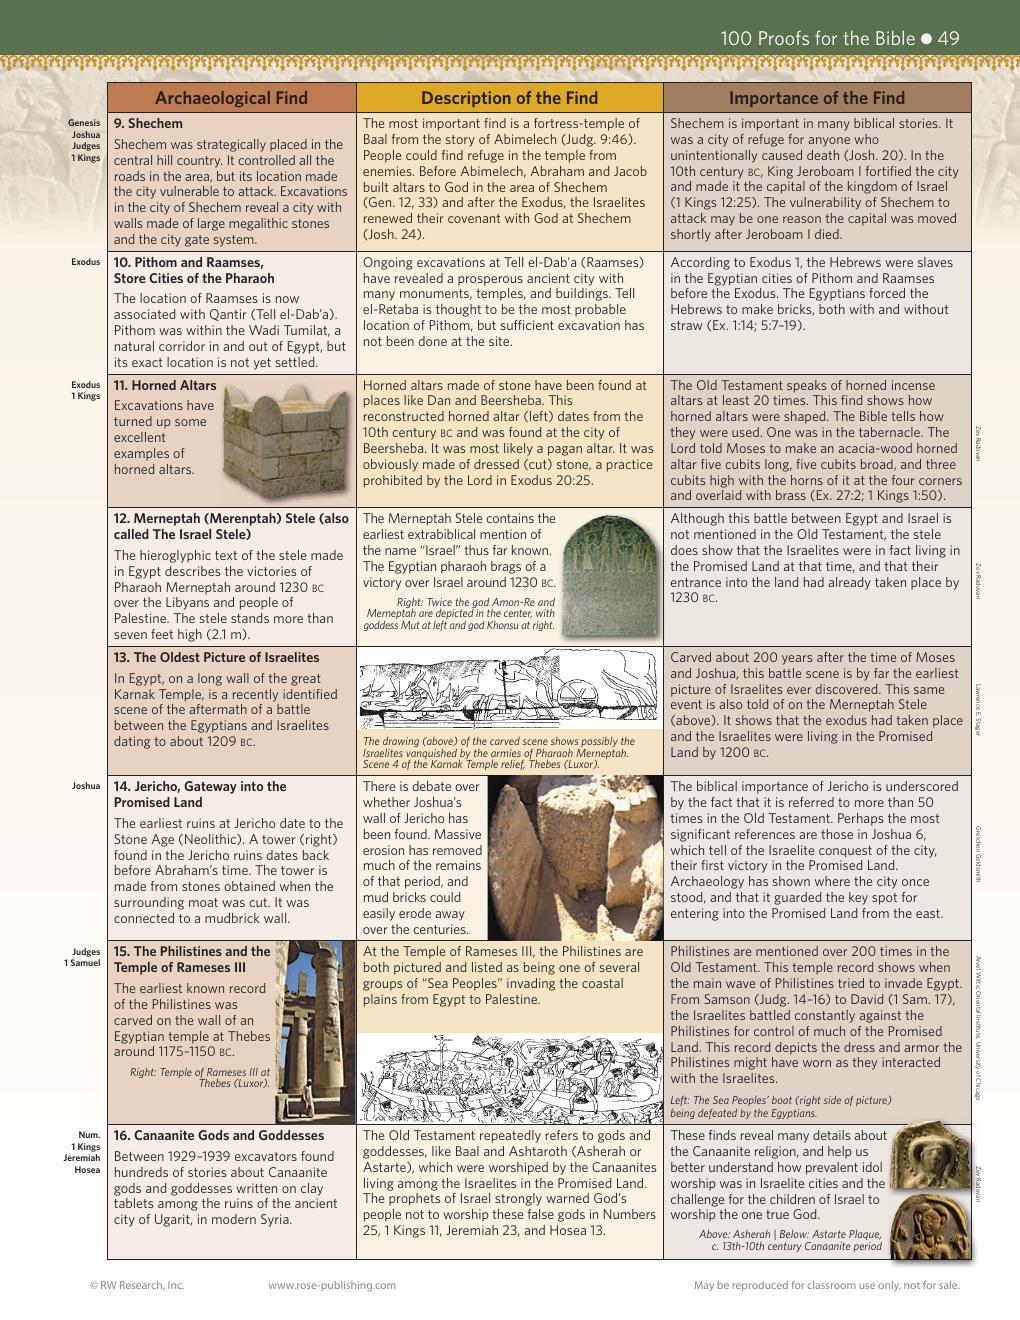 100 Proofs for the Bible ● 49
Archaeological Find
Description of the Find
Importance of the Find
Genesis
Joshua
Judges
1 Kings
9. Shechem
Shechem was strategically placed in the
central hill country. It controlled all the
roads in the area, but its location made
the city vulnerable to attack. Excavations
in the city of Shechem reveal a city with
walls made of large megalithic stones
and the city gate system.
The most important find is a fortress-temple of
Baal from the story of Abimelech (Judg. 9:46).
People could find refuge in the temple from
enemies. Before Abimelech, Abraham and Jacob
built altars to God in the area of Shechem
(Gen. 12, 33) and after the Exodus, the Israelites
renewed their covenant with God at Shechem
(Josh. 24).
Shechem is important in many biblical stories. It
was a city of refuge for anyone who
unintentionally caused death (Josh. 20). In the
10th century BC, King Jeroboam I fortified the city
and made it the capital of the kingdom of Israel
(1 Kings 12:25). The vulnerability of Shechem to
attack may be one reason the capital was moved
shortly after Jeroboam I died.
Exodus
10. Pithom and Raamses,
Store Cities of the Pharaoh
The location of Raamses is now
associated with Qantir (Tell el-Dab’a).
Pithom was within the Wadi Tumilat, a
natural corridor in and out of Egypt, but
its exact location is not yet settled.
Ongoing excavations at Tell el-Dab’a (Raamses)
have revealed a prosperous ancient city with
many monuments, temples, and buildings. Tell
el-Retaba is thought to be the most probable
location of Pithom, but sufficient excavation has
not been done at the site.
According to Exodus 1, the Hebrews were slaves
in the Egyptian cities of Pithom and Raamses
before the Exodus. The Egyptians forced the
Hebrews to make bricks, both with and without
straw (Ex. 1:14; 5:7–19).
Exodus
1 Kings
11. Horned Altars
Excavations have
turned up some
excellent
examples of
horned altars.
Horned altars made of stone have been found at
places like Dan and Beersheba. This
reconstructed horned altar (left) dates from the
10th century BC and was found at the city of
Beersheba. It was most likely a pagan altar. It was
obviously made of dressed (cut) stone, a practice
prohibited by the Lord in Exodus 20:25.
The Old Testament speaks of horned incense
altars at least 20 times. This find shows how
horned altars were shaped. The Bible tells how
they were used. One was in the tabernacle. The
Lord told Moses to make an acacia-wood horned
altar five cubits long, five cubits broad, and three
cubits high with the horns of it at the four corners
and overlaid with brass (Ex. 27:2; 1 Kings 1:50).
Zev Radovan
12. Merneptah (Merenptah) Stele (also
called The Israel Stele)
The hieroglyphic text of the stele made
in Egypt describes the victories of
Pharaoh Merneptah around 1230 BC
over the Libyans and people of
Palestine. The stele stands more than
seven feet high (2.1 m).
The Merneptah Stele contains the
earliest extrabiblical mention of
the name “Israel” thus far known.
The Egyptian pharaoh brags of a
victory over Israel around 1230 BC.
Right: Twice the god Amon-Re and
Merneptah are depicted in the center, with
goddess Mut at left and god Khonsu at right.
Although this battle between Egypt and Israel is
not mentioned in the Old Testament, the stele
does show that the Israelites were in fact living in
the Promised Land at that time, and that their
entrance into the land had already taken place by
1230 BC.
Zev Radovan
13. The Oldest Picture of Israelites
In Egypt, on a long wall of the great
Karnak Temple, is a recently identified
scene of the aftermath of a battle
between the Egyptians and Israelites
dating to about 1209 BC.
The drawing (above) of the carved scene shows possibly the
Israelites vanquished by the armies of Pharaoh Merneptah.
Scene 4 of the Karnak Temple relief, Thebes (Luxor).
Carved about 200 years after the time of Moses
and Joshua, this battle scene is by far the earliest
picture of Israelites ever discovered. This same
event is also told of on the Merneptah Stele
(above). It shows that the exodus had taken place
and the Israelites were living in the Promised
Land by 1200 BC.
Lawrence E. Stager
Joshua
14. Jericho, Gateway into the
Promised Land
The earliest ruins at Jericho date to the
Stone Age (Neolithic). A tower (right)
found in the Jericho ruins dates back
before Abraham’s time. The tower is
made from stones obtained when the
surrounding moat was cut. It was
connected to a mudbrick wall.
There is debate over
whether Joshua’s
wall of Jericho has
been found. Massive
erosion has removed
much of the remains
of that period, and
mud bricks could
easily erode away
over the centuries.
The biblical importance of Jericho is underscored
by the fact that it is referred to more than 50
times in the Old Testament. Perhaps the most
significant references are those in Joshua 6,
which tell of the Israelite conquest of the city,
their first victory in the Promised Land.
Archaeology has shown where the city once
stood, and that it guarded the key spot for
entering into the Promised Land from the east.
Gretchen Goldsmith
Judges
1 Samuel
15. The Philistines and the
Temple of Rameses III
The earliest known record
of the Philistines was
carved on the wall of an
Egyptian temple at Thebes
around 1175–1150 BC.
Right: Temple of Rameses III at
Thebes (Luxor).
At the Temple of Rameses III, the Philistines are
both pictured and listed as being one of several
groups of “Sea Peoples” invading the coastal
plains from Egypt to Palestine.
Philistines are mentioned over 200 times in the
Old Testament. This temple record shows when
the main wave of Philistines tried to invade Egypt.
From Samson (Judg. 14–16) to David (1 Sam. 17),
the Israelites battled constantly against the
Philistines for control of much of the Promised
Land. This record depicts the dress and armor the
Philistines might have worn as they interacted
with the Israelites.
Left: The Sea Peoples’ boat (right side of picture)
being defeated by the Egyptians.
Oriental Institute, University of Chicago
Num.
1 Kings
Jeremiah
Hosea
16. Canaanite Gods and Goddesses
Between 1929–1939 excavators found
hundreds of stories about Canaanite
gods and goddesses written on clay
tablets among the ruins of the ancient
city of Ugarit, in modern Syria.
The Old Testament repeatedly refers to gods and
goddesses, like Baal and Ashtaroth (Asherah or
Astarte), which were worshiped by the Canaanites
living among the Israelites in the Promised Land.
The prophets of Israel strongly warned God’s
people not to worship these false gods in Numbers
25, 1 Kings 11, Jeremiah 23, and Hosea 13.
These finds reveal many details about
the Canaanite religion, and help us
better understand how prevalent idol
worship was in Israelite cities and the
challenge for the children of Israel to
worship the one true God.
Above: Asherah | Below: Astarte Plaque,
c. 13th-10th century Canaanite period
Zev Radovan
© RW Research, Inc.
www.rose-publishing.com
May be reproduced for classroom use only, not for sale.